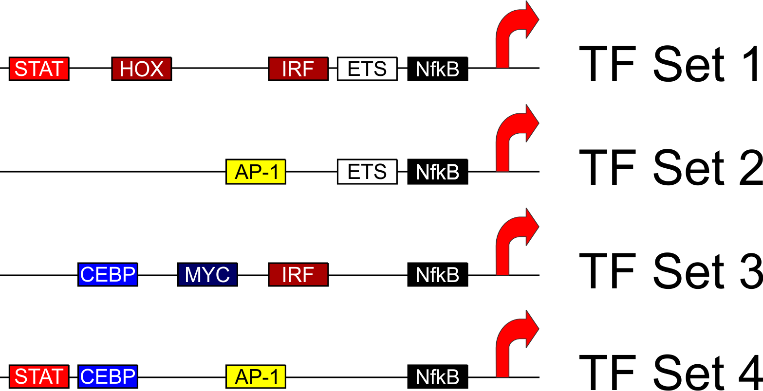 STAT HOX IRF ETS NfkB TF Set 1
AP-1 ETS NfkB TF Set 2
CEBP MYC IRF NfkB TF Set 3
STAT CEBP AP-1 NfkB TF Set 4